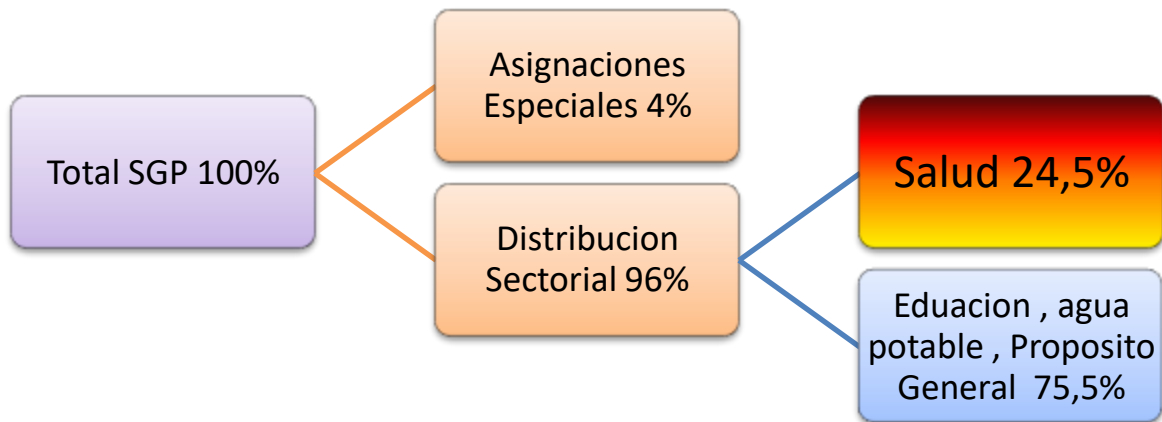 Total SGP 100%
Asignaciones
Especiales 4%
Distribucion
Sectorial 96%
Salud 24,5%
Eduacion , agua
potable , Proposito
General 75,5%